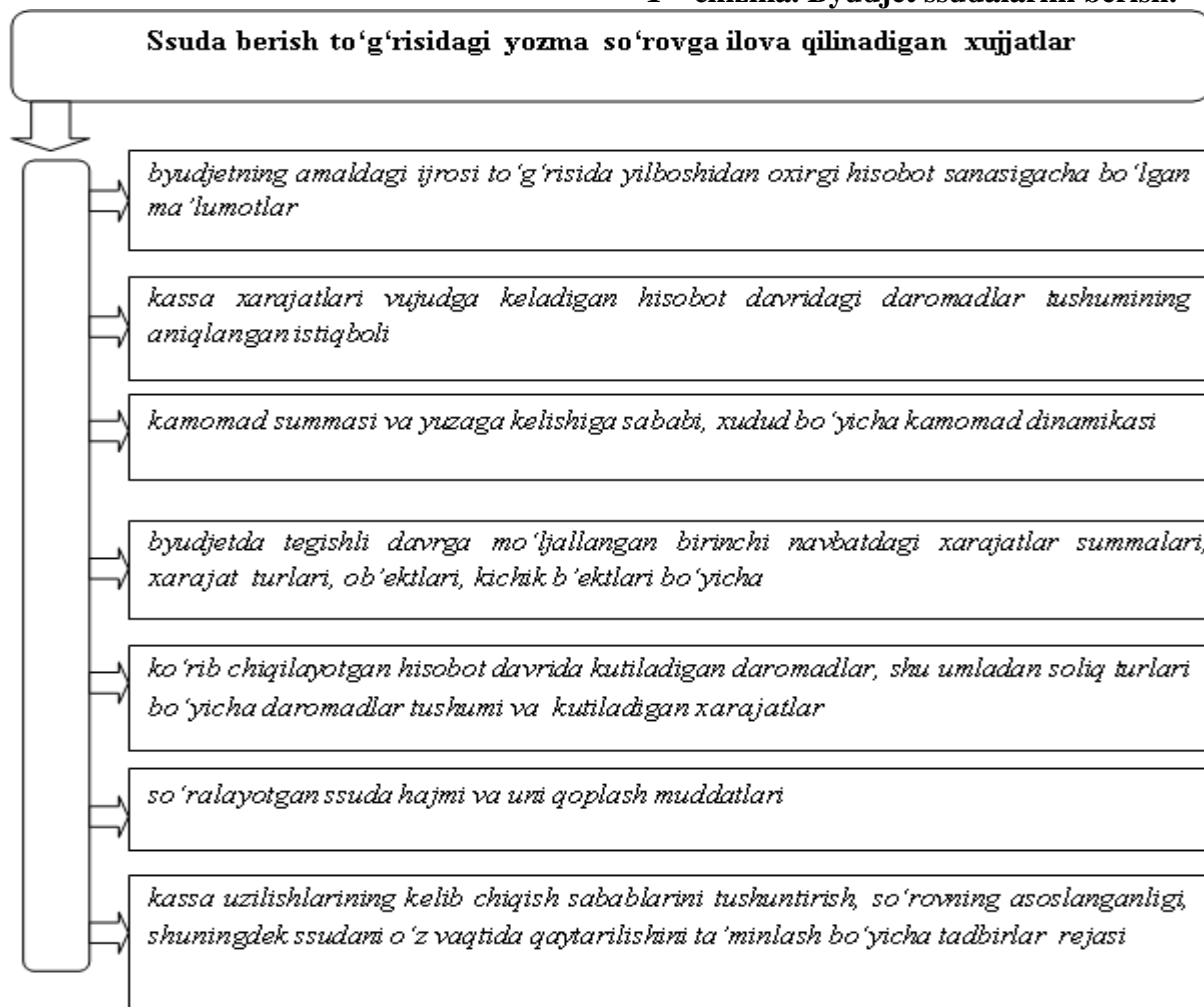 chizma. Byudjet ssudalarini berish.
Ssuda berish to‘g‘risidagi yozma so‘rovga ilova qilinadigan xujjatlar
byudjetning amaldagi ijrosi to‘g‘risida yilboshidan oxirgi hisobot sanasigacha bo‘lgan
ma’lumotlar
kassa xarajatlari vujudga keladigan hisobot davridagi daromadlar tushumining
aniqlangan istiqboli
kamomad summasi va yuzaga kelishiga sababi, xudud bo‘yicha kamomad dinamikasi
byudjetda tegishli davrga mo‘ljallangan birinchi navbatdagi xarajatlar summalari,
xarajat turlari, ob’ektlari, kichik b’ektlari bo‘yicha
ko‘rib chiqilayotgan hisobot davrida kutiladigan daromadlar, shu umladan soliq turlari
bo‘yicha daromadlar tushumi va kutiladigan xarajatlar
so‘ralayotgan ssuda hajmi va uni qoplash muddatlari
kassa uzilishlarining kelib chiqish sabablarini tushuntirish, so‘rovning asoslanganligi,
shuningdek ssudani o‘z vaqtida qaytarilishini ta’minlash bo‘yicha tadbirlar rejasi